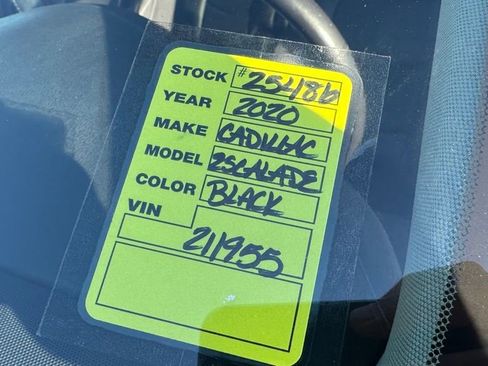 STOCK #25486
YEAR 2020
MAKE CADILLAC
MODEL ESCALADE
COLOR BLACK
VIN
211955